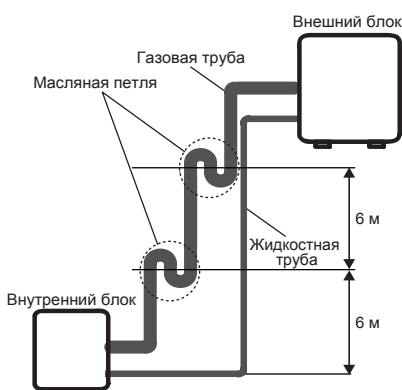 Внешний блок
Газовая труба
Масляная петля
6 м
Жидкостная
труба
Внутренний блок
6 м